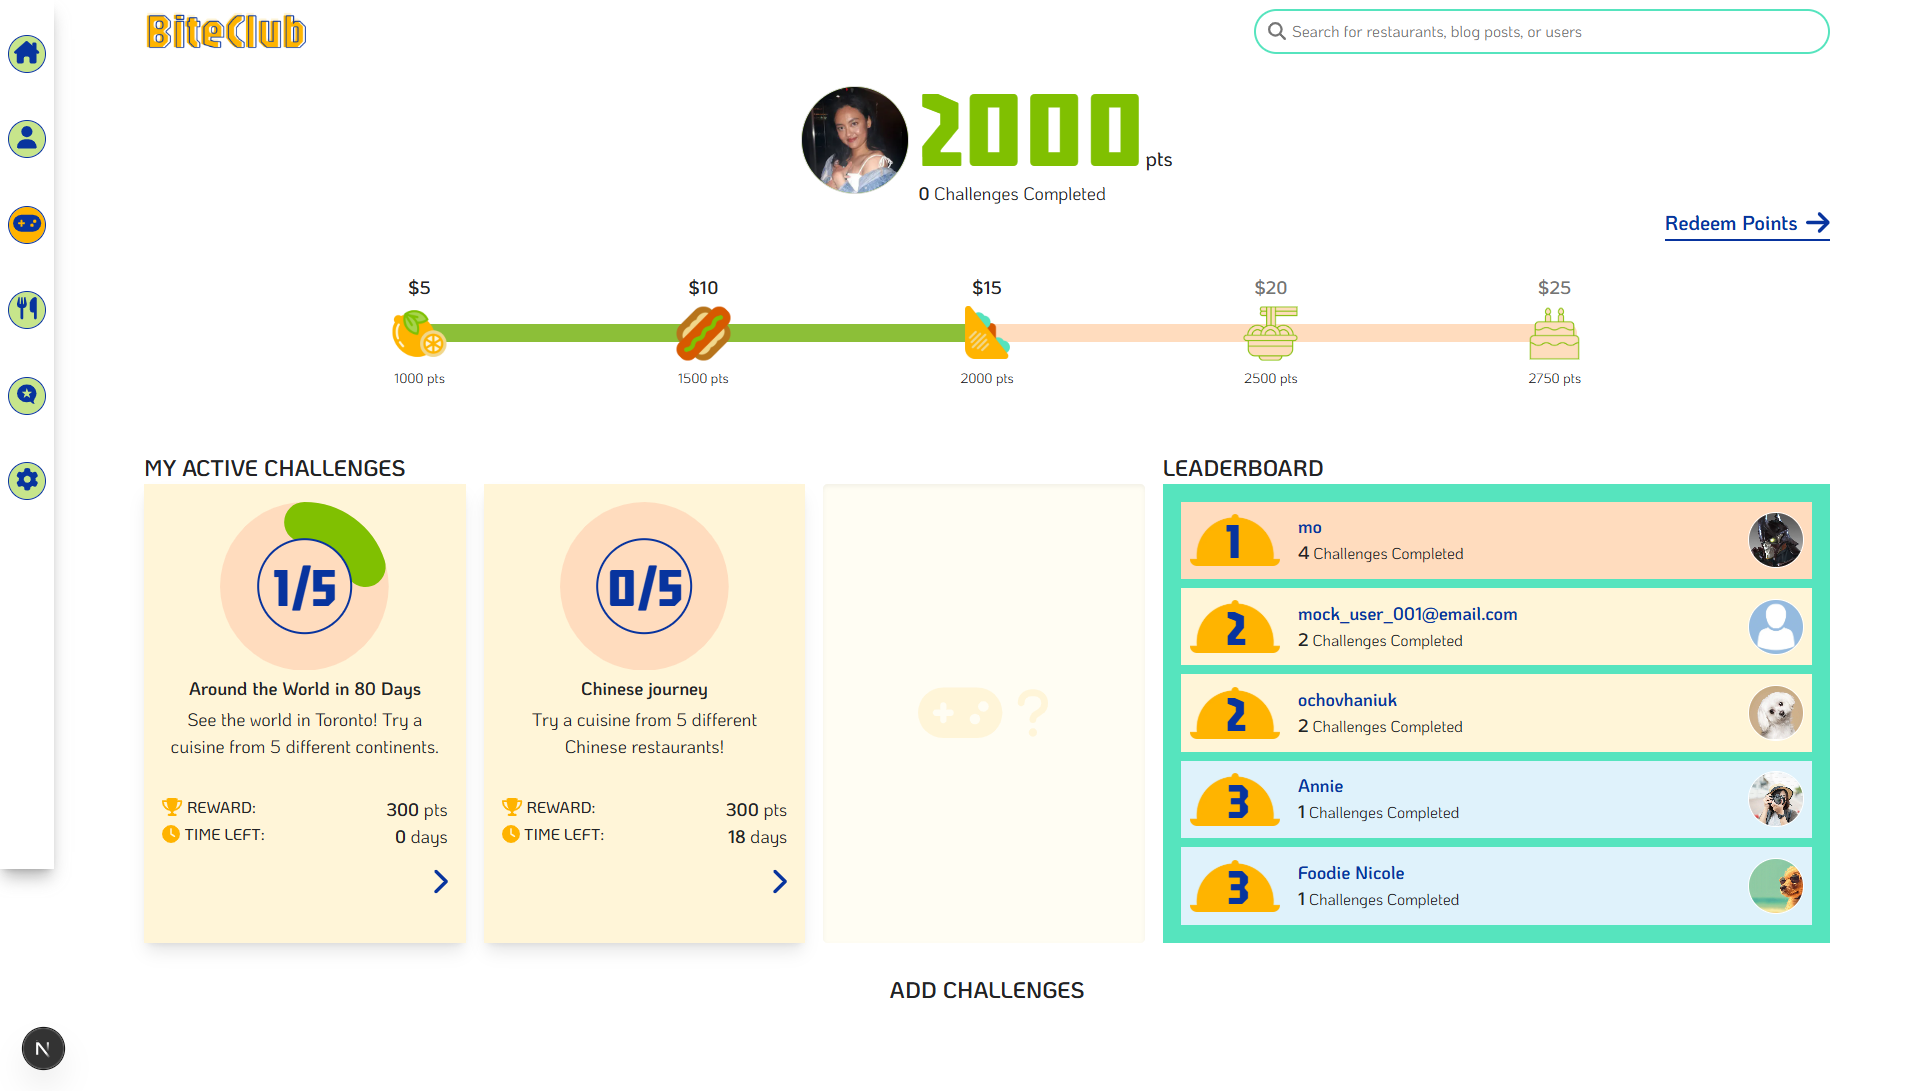 BiteClub
Search for restaurants, blog posts, or users
2000 pts
0 Challenges Completed
Redeem Points
$5
$10
$15
$20
$25
1000 pts
1500 pts
2000 pts
2500 pts
2750 pts
MY ACTIVE CHALLENGES
1/5
Around the World in 80 Days
See the world in Toronto! Try a
cuisine from 5 different continents.
REWARD: 300 pts
TIME LEFT: 0 days
0/5
Chinese journey
Try a cuisine from 5 different
Chinese restaurants!
REWARD: 300 pts
TIME LEFT: 18 days
?
LEADERBOARD
1
mo
4 Challenges Completed
2
mock_user_001@email.com
2 Challenges Completed
2
ochovhaniuk
2 Challenges Completed
3
Annie
1 Challenges Completed
3
Foodie Nicole
1 Challenges Completed
ADD CHALLENGES
N